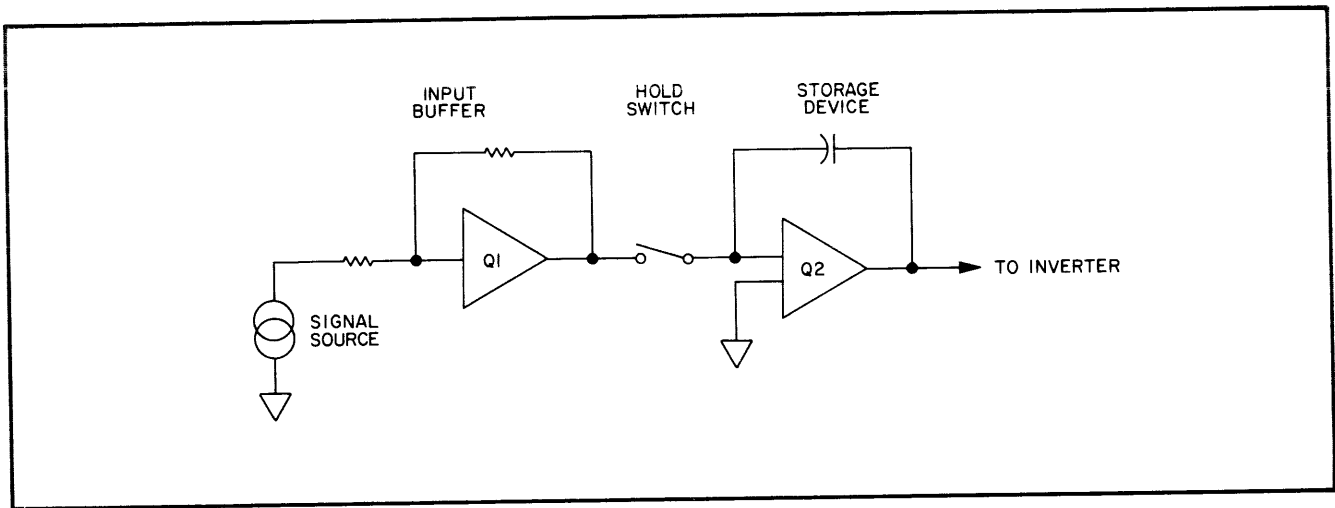 INPUT
BUFFER
HOLD
SWITCH
STORAGE
DEVICE
Q1
Q2
TO INVERTER
SIGNAL
SOURCE